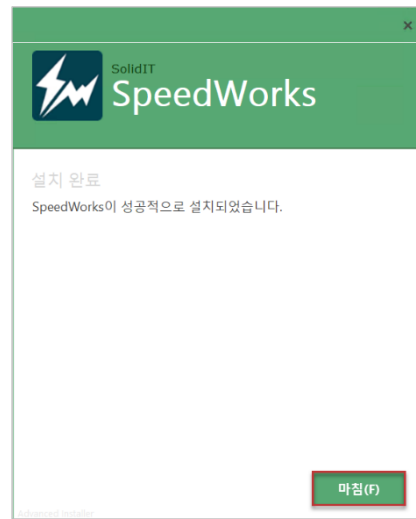 ×
SolidIT
SpeedWorks
설치 완료
SpeedWorks이 성공적으로 설치되었습니다.
마침(F)
Advanced Installer